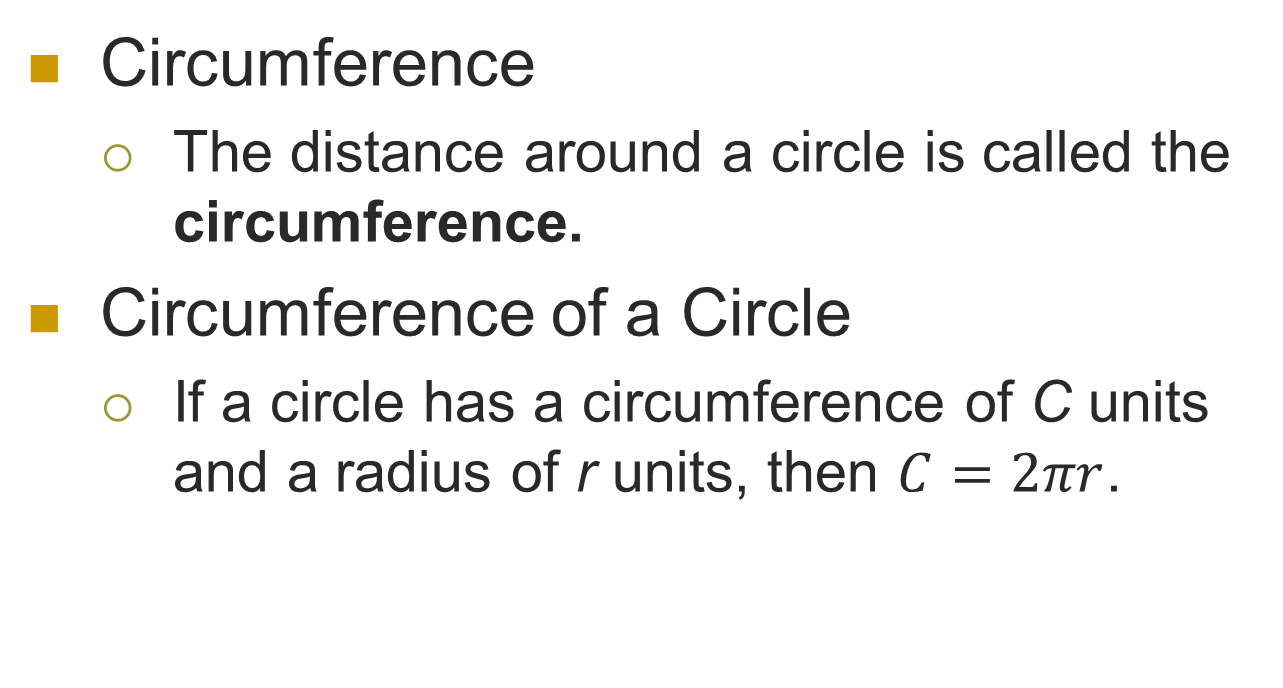 Circumference
The distance around a circle is called the
circumference.
Circumference of a Circle
If a circle has a circumference of C units
and a radius of r units, then C = 2πr.